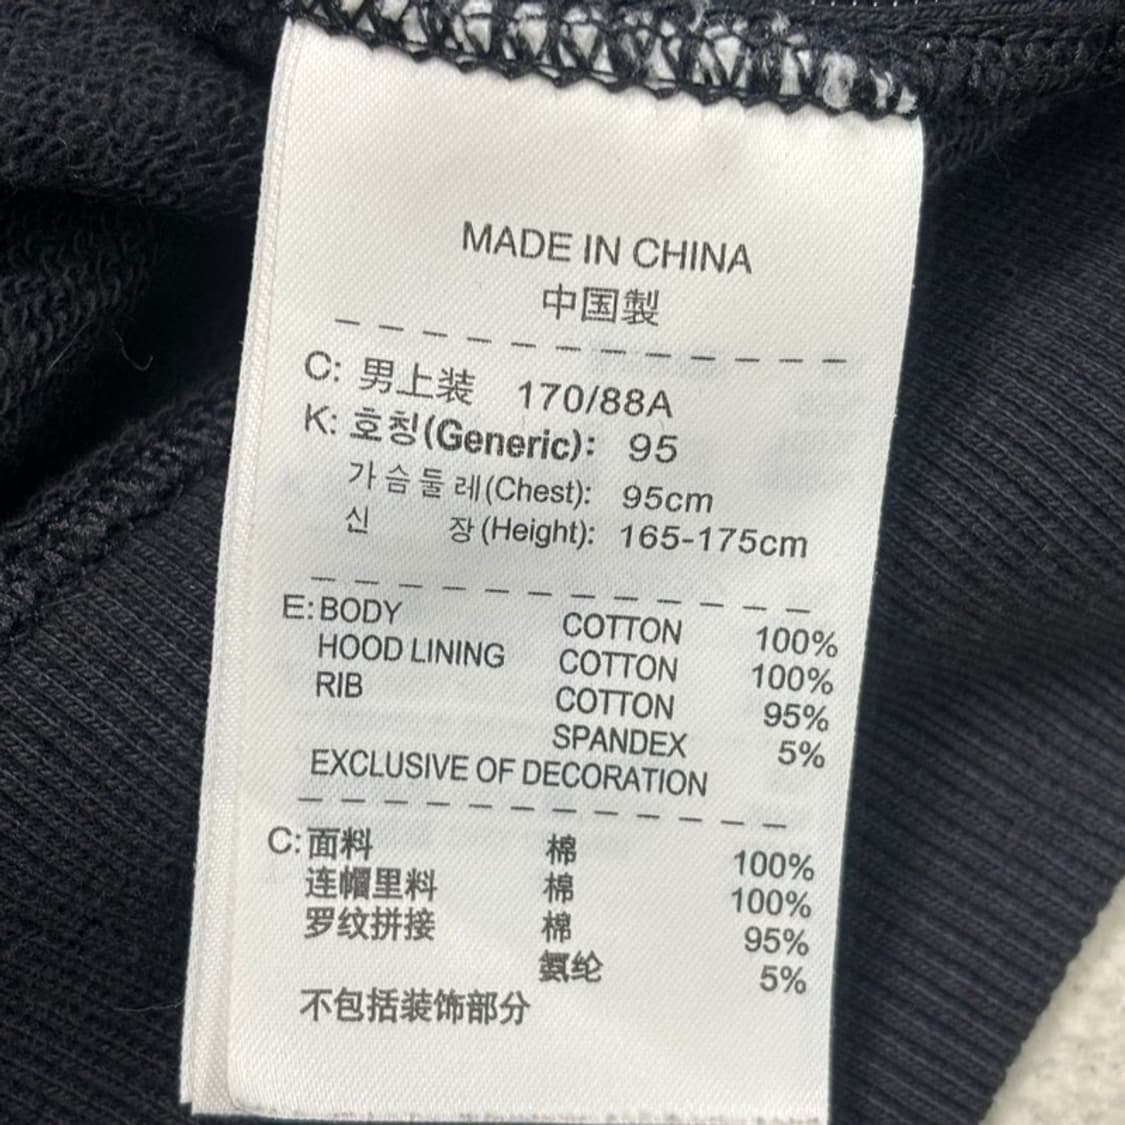 MADE IN CHINA
中国製
C: 男上装 170/88A
K: 호칭(Generic): 95
가슴둘레(Chest): 95cm
신 장(Height): 165-175cm
E: BODY COTTON 100%
HOOD LINING COTTON 100%
RIB COTTON 95%
SPANDEX 5%
EXCLUSIVE OF DECORATION
C: 面料 棉 100%
连帽里料 棉 100%
罗纹拼接 棉 95%
氨纶 5%
不包括装饰部分